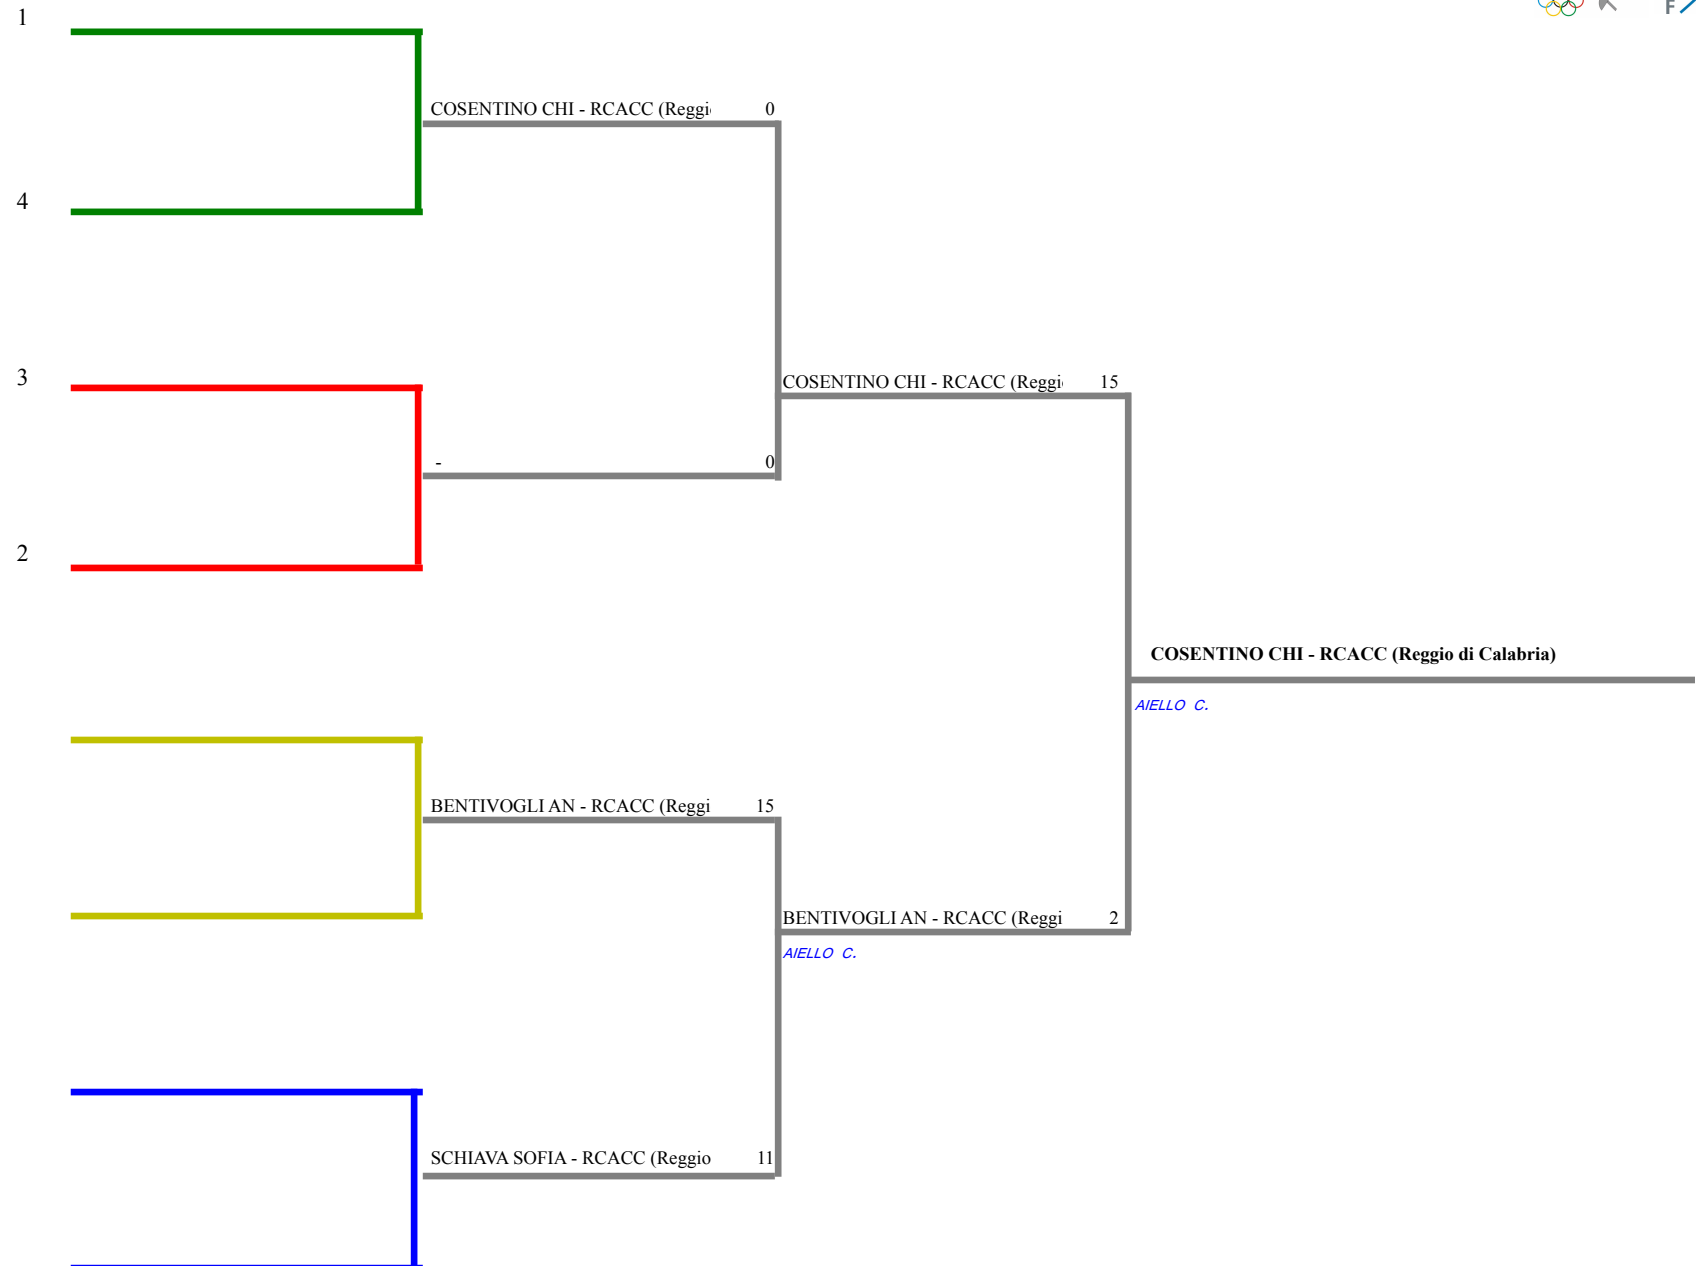 1
F
COSENTINO CHI - RCACC (Reggi 0
4
3
COSENTINO CHI - RCACC (Reggi 15
- 0
2
COSENTINO CHI - RCACC (Reggio di Calabria)
AIELLO C.
BENTIVOGLI AN - RCACC (Reggi 15
BENTIVOGLI AN - RCACC (Reggi 2
AIELLO C.
SCHIAVA SOFIA - RCACC (Reggio 11